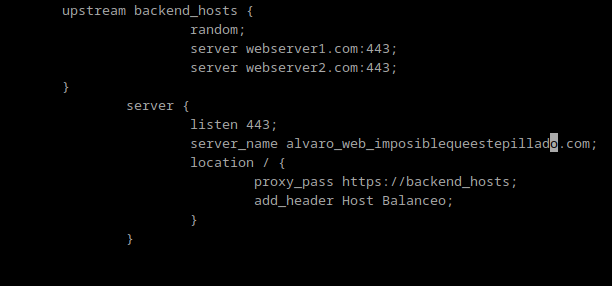 upstream backend_hosts {
random;
server webserver1.com:443;
server webserver2.com:443;
}
server {
listen 443;
server_name alvaro_web_imposiblequeestepillado.com;
location / {
proxy_pass https://backend_hosts;
add_header Host Balanceo;
}
}